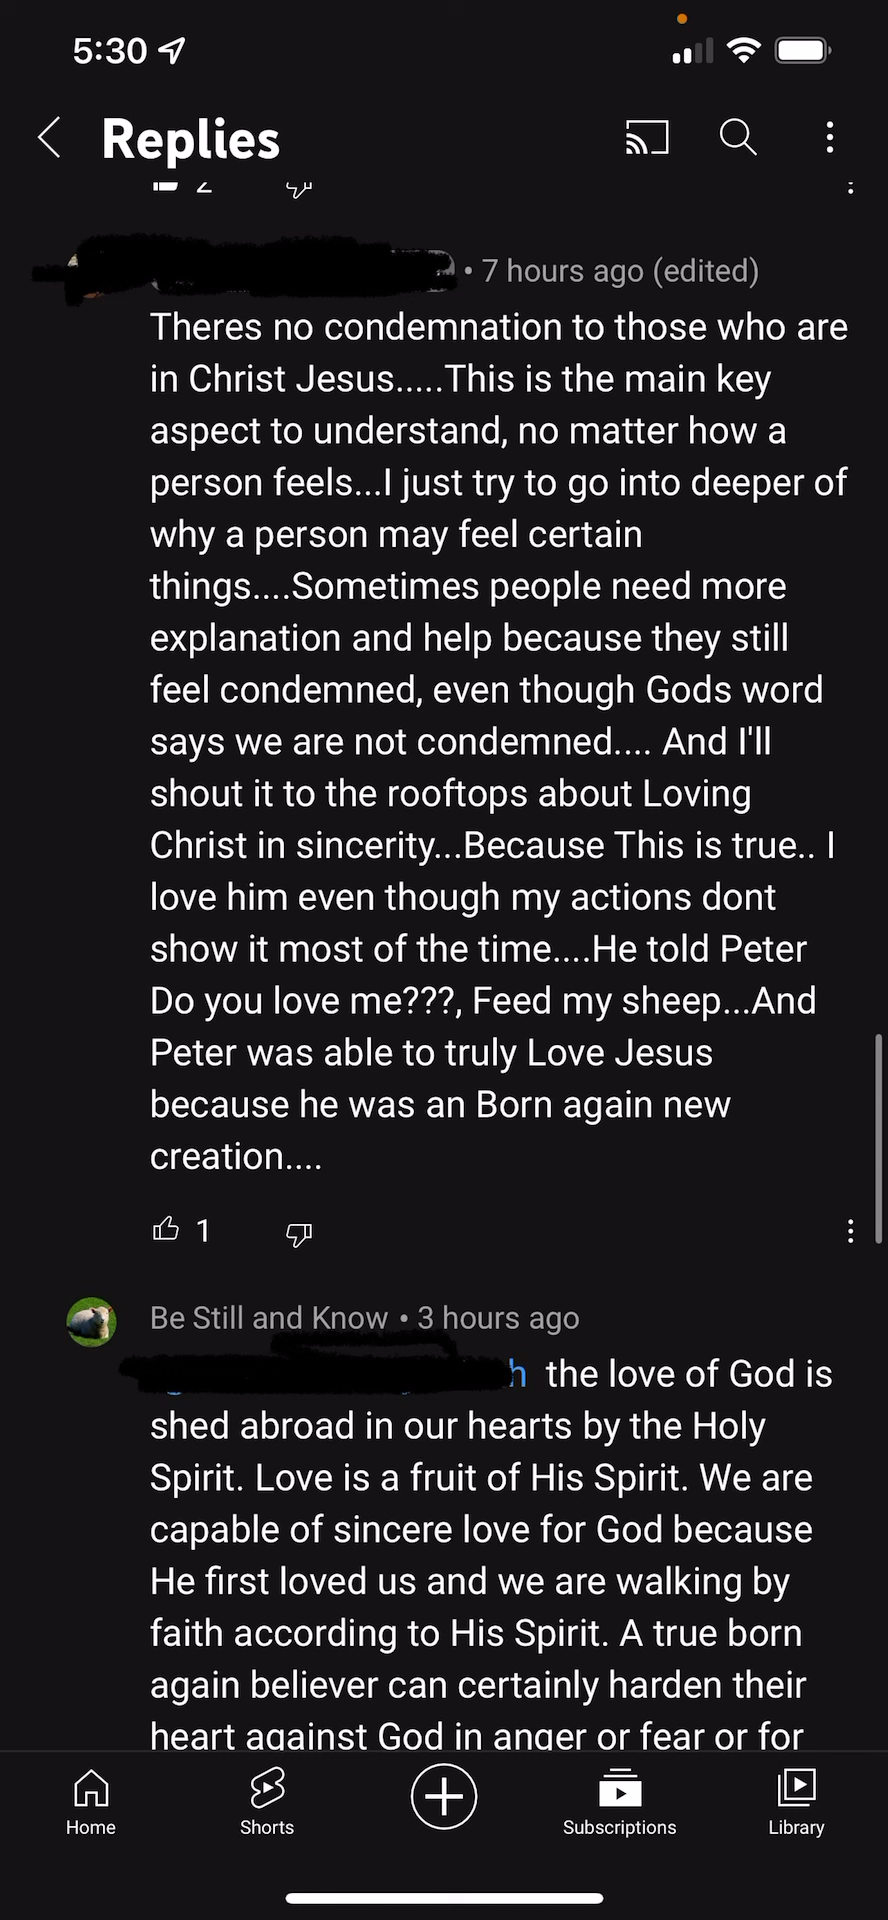 5:30
Replies
2
• 7 hours ago (edited)
Theres no condemnation to those who are
in Christ Jesus.....This is the main key
aspect to understand, no matter how a
person feels...I just try to go into deeper of
why a person may feel certain
things....Sometimes people need more
explanation and help because they still
feel condemned, even though Gods word
says we are not condemned.... And I'll
shout it to the rooftops about Loving
Christ in sincerity...Because This is true.. I
love him even though my actions dont
show it most of the time....He told Peter
Do you love me???, Feed my sheep...And
Peter was able to truly Love Jesus
because he was an Born again new
creation....
1
Be Still and Know • 3 hours ago
h the love of God is
shed abroad in our hearts by the Holy
Spirit. Love is a fruit of His Spirit. We are
capable of sincere love for God because
He first loved us and we are walking by
faith according to His Spirit. A true born
again believer can certainly harden their
heart against God in anger or fear or for
Home
Shorts
Subscriptions
Library